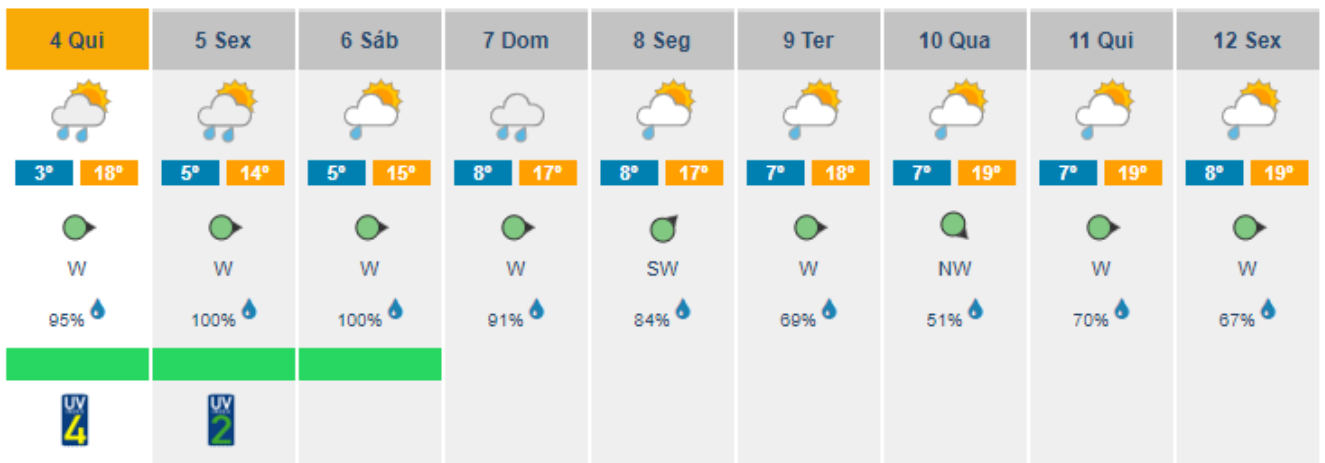 4 Qui 5 Sex 6 Sáb 7 Dom 8 Seg 9 Ter 10 Qua 11 Qui 12 Sex
3º 18º 5º 14º 5º 15º 8º 17º 8º 17º 7º 18º 7º 19º 7º 19º 8º 19º
W W W W SW W NW W W
95% 100% 100% 91% 84% 69% 51% 70% 67%
UV UV
4 2